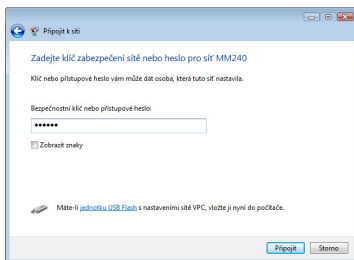 Připojit k síti
Zadejte klíč zabezpečení sítě nebo heslo pro síť MM240
Klíč nebo přístupové heslo vám může dát osoba, která tuto síť nastavila.
Bezpečnostní klíč nebo přístupové heslo:
••••••
Zobrazit znaky
Máte-li jednotku USB Flash s nastaveními sítě VPC, vložte ji nyní do počítače.
Připojit Storno